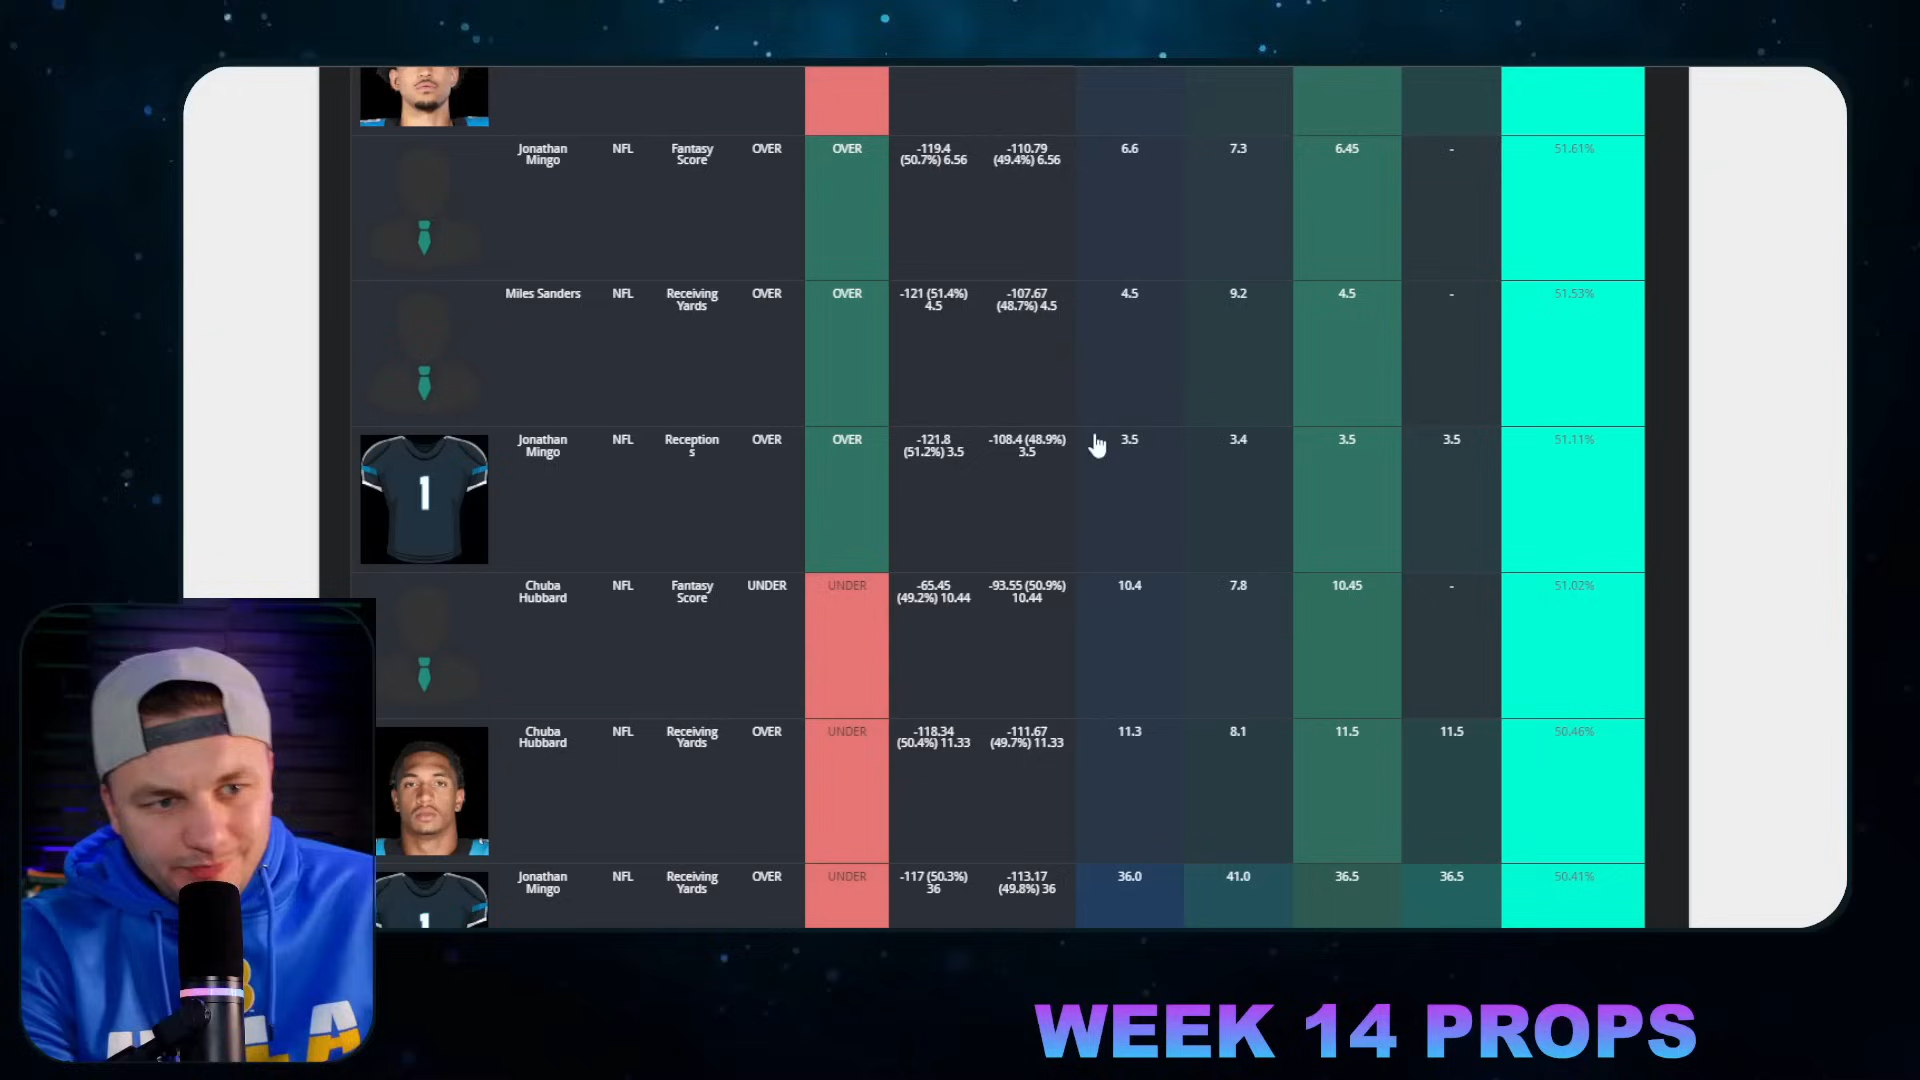 Jonathan Mingo NFL Fantasy Score OVER OVER -119.4 (50.7%) 6.56 -110.79 (49.4%) 6.56 6.6 7.3 6.45 - 51.61%
Miles Sanders NFL Receiving Yards OVER OVER -121 (51.4%) 4.5 -107.67 (48.7%) 4.5 4.5 9.2 4.5 - 51.53%
Jonathan Mingo NFL Receptions OVER OVER -121.8 (51.2%) 3.5 -108.4 (48.9%) 3.5 3.5 3.4 3.5 3.5 51.11%
1
Chuba Hubbard NFL Fantasy Score UNDER UNDER -65.45 (49.2%) 10.44 -93.55 (50.9%) 10.44 10.4 7.8 10.45 - 51.02%
Chuba Hubbard NFL Receiving Yards OVER UNDER -118.34 (50.4%) 11.33 -111.67 (49.7%) 11.33 11.3 8.1 11.5 11.5 50.46%
Jonathan Mingo NFL Receiving Yards OVER UNDER -117 (50.3%) 36 -113.17 (49.8%) 36 36.0 41.0 36.5 36.5 50.41%
1
WEEK 14 PROPS